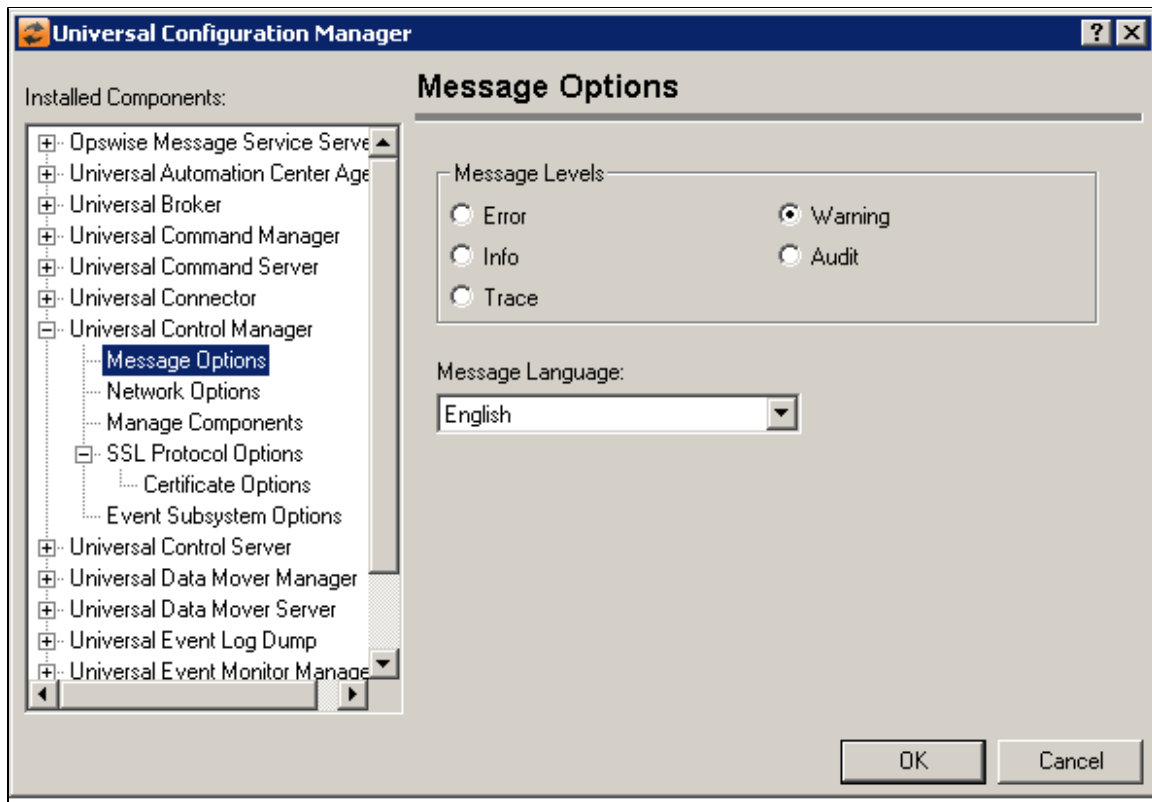 Universal Configuration Manager
Installed Components:
Opswise Message Service Serve
Universal Automation Center Age
Universal Broker
Universal Command Manager
Universal Command Server
Universal Connector
Universal Control Manager
Message Options
Network Options
Manage Components
SSL Protocol Options
Certificate Options
Event Subsystem Options
Universal Control Server
Universal Data Mover Manager
Universal Data Mover Server
Universal Event Log Dump
Universal Event Monitor Manage
Message Options
Message Levels
Error
Warning
Info
Audit
Trace
Message Language:
English
OK
Cancel